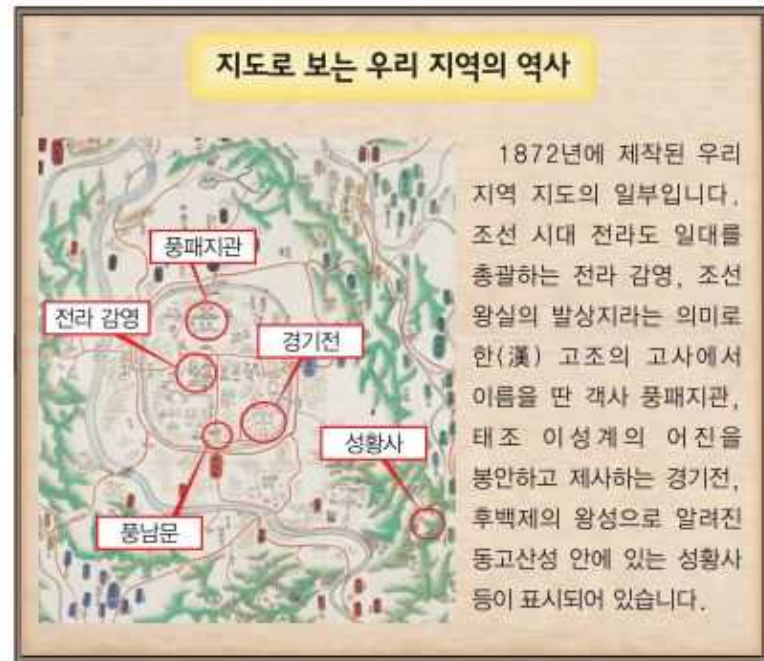 지도로 보는 우리 지역의 역사
풍패지관
전라 감영
경기전
성황사
풍남문
1872년에 제작된 우리
지역 지도의 일부입니다.
조선 시대 전라도 일대를
총괄하는 전라 감영, 조선
왕실의 발상지라는 의미로
한(漢) 고조의 고사에서
이름을 딴 객사 풍패지관,
태조 이성계의 어진을
봉안하고 제사하는 경기전,
후백제의 왕성으로 알려진
동고산성 안에 있는 성황사
등이 표시되어 있습니다.